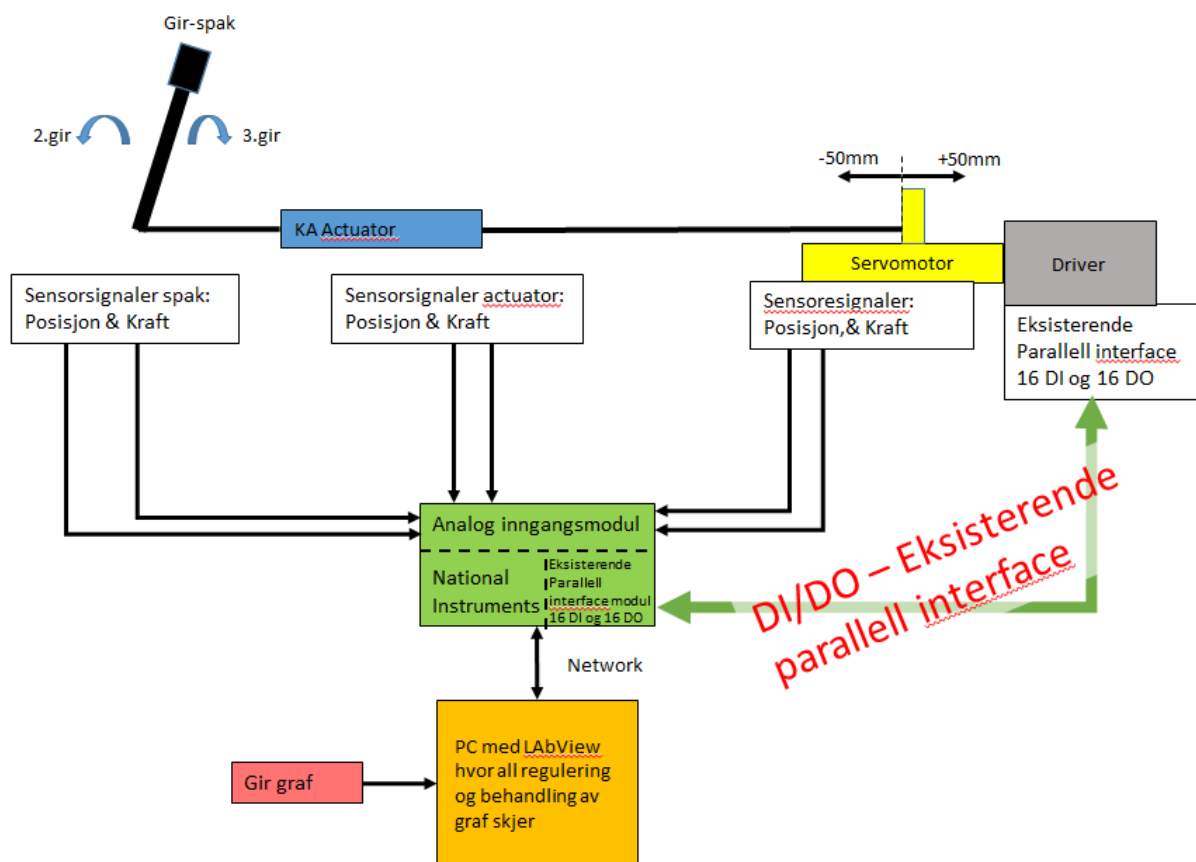 Gir-spak
2.gir
3.gir
-50mm
+50mm
KA Actuator
Servomotor
Driver
Sensorsignaler spak:
Posisjon & Kraft
Sensorsignaler actuator:
Posisjon & Kraft
Sensoresignaler:
Posisjon,& Kraft
Eksisterende
Parallell interface
16 DI og 16 DO
Analog inngangsmodul
National
Instruments
Eksisterende
Parallell
interface modul
16 DI og 16 DO
DI/DO – Eksisterende
parallell interface
Network
Gir graf
PC med LAbView
hvor all regulering
og behandling av
graf skjer